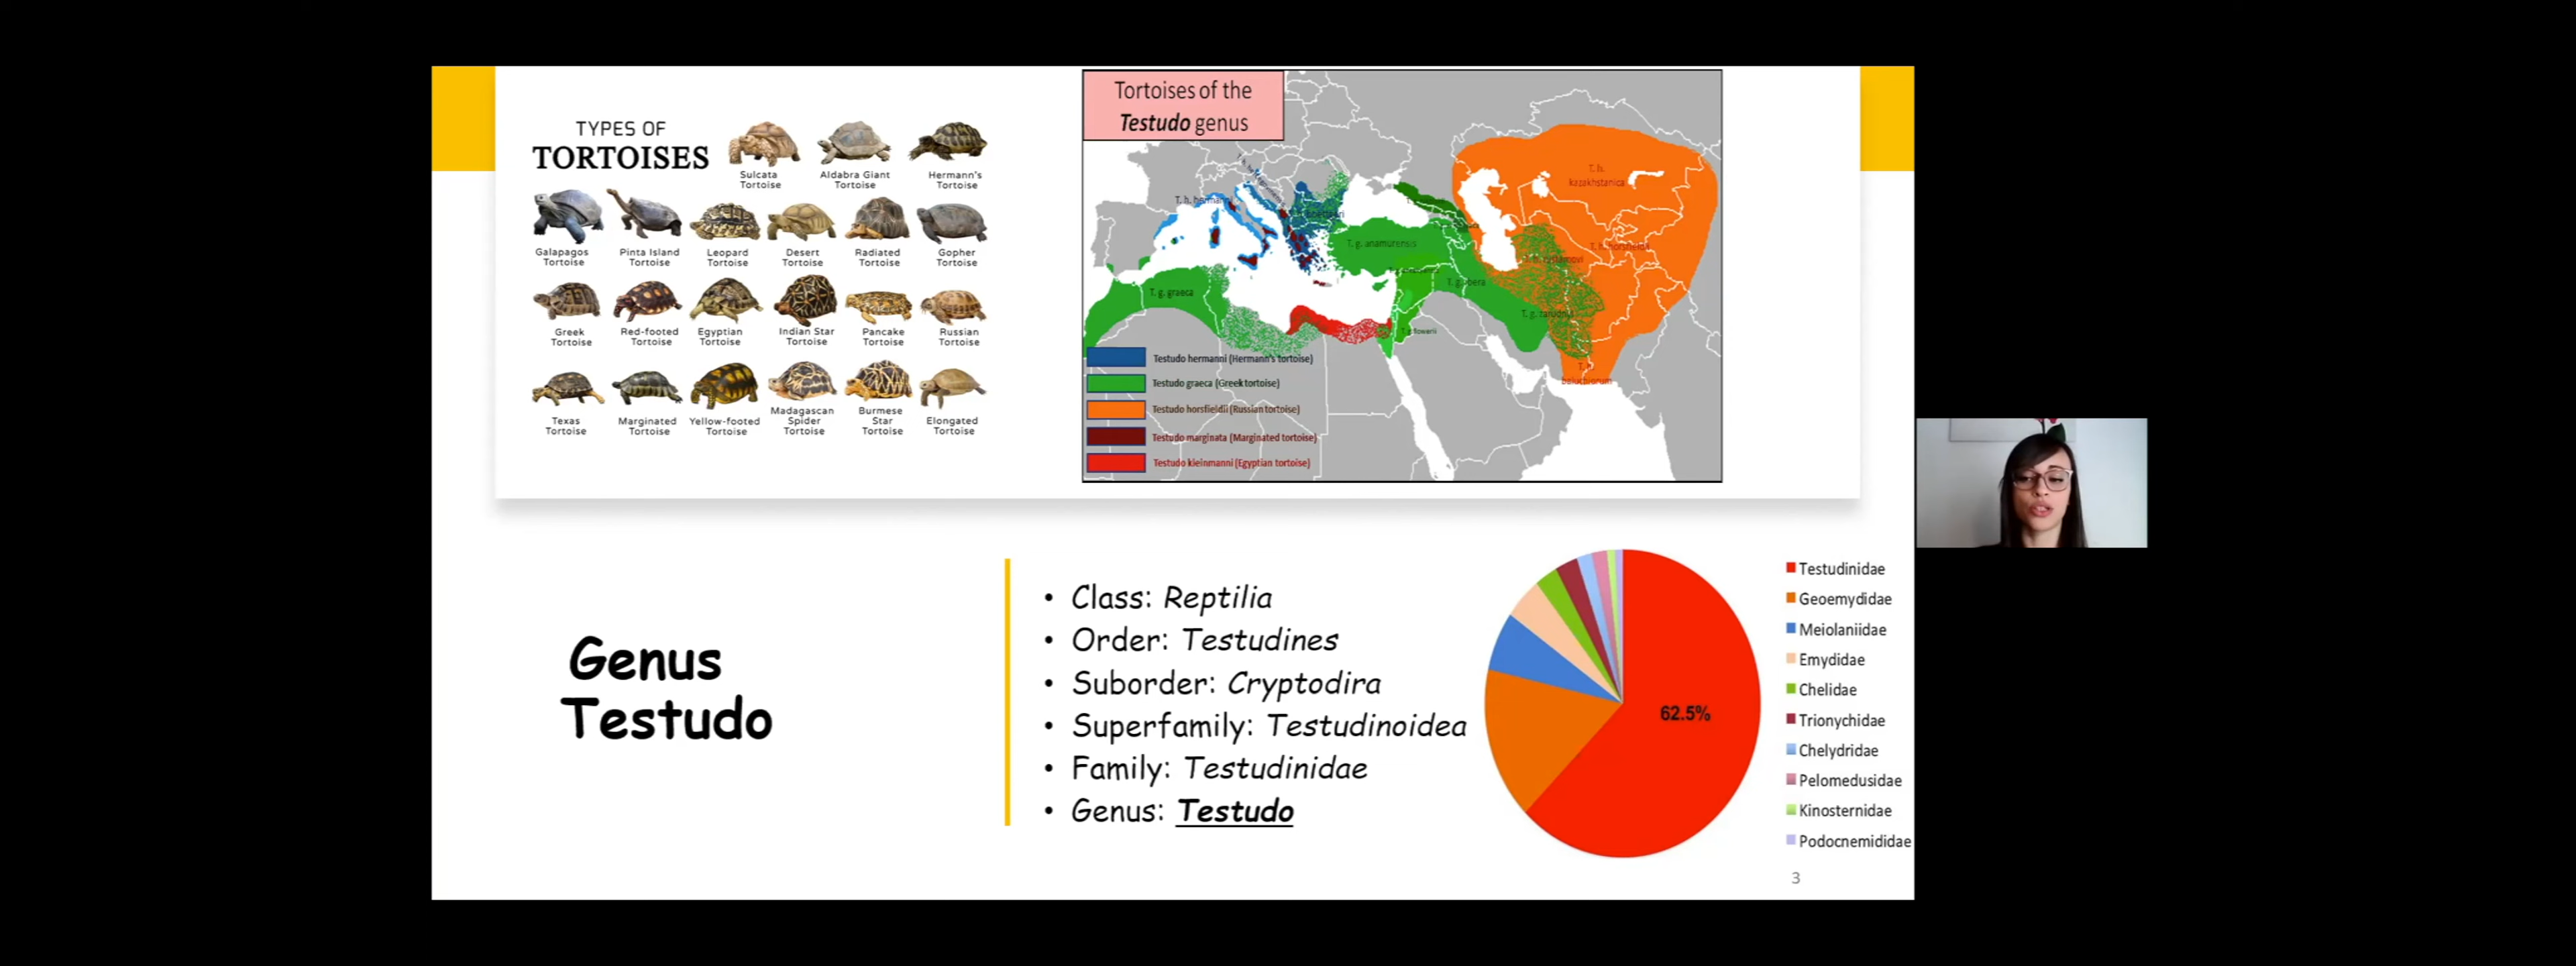 TYPES OF
TORTOISES
Sulcata
Tortoise
Aldabra Giant
Tortoise
Hermann's
Tortoise
Galapagos
Tortoise
Pinta Island
Tortoise
Leopard
Tortoise
Desert
Tortoise
Radiated
Tortoise
Gopher
Tortoise
Greek
Tortoise
Red-footed
Tortoise
Egyptian
Tortoise
Indian Star
Tortoise
Pancake
Tortoise
Russian
Tortoise
Texas
Tortoise
Marginated
Tortoise
Yellow-footed
Tortoise
Madagascan
Spider
Tortoise
Burmese
Star
Tortoise
Elongated
Tortoise
Tortoises of the
Testudo genus
T. h.
kazakhstanica
T. g. anamurensis
T. g. graeca
Testudo hermanni (Hermann's tortoise)
Testudo graeca (Greek tortoise)
Testudo horsfieldii (Russian tortoise)
Testudo marginata (Marginated tortoise)
Testudo kleinmanni (Egyptian tortoise)
Genus
Testudo
• Class: Reptilia
• Order: Testudines
• Suborder: Cryptodira
• Superfamily: Testudinoidea
• Family: Testudinidae
• Genus: Testudo
62.5%
Testudinidae
Geoemydidae
Meiolaniidae
Emydidae
Chelidae
Trionychidae
Chelydridae
Pelomedusidae
Kinosternidae
Podocnemididae
3